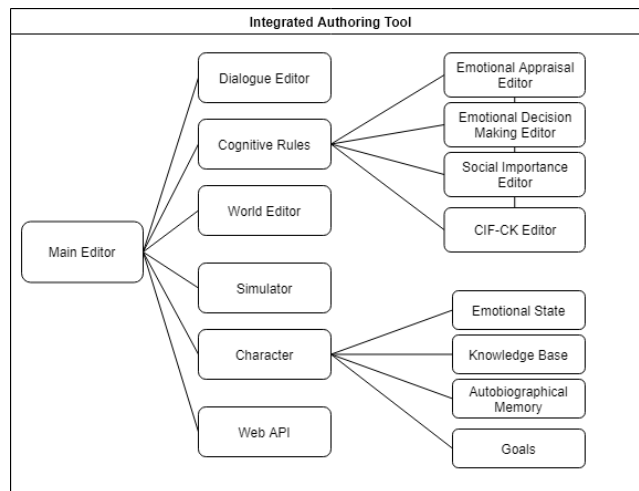 Integrated Authoring Tool
Main Editor
Dialogue Editor
Cognitive Rules
World Editor
Simulator
Character
Web API
Emotional Appraisal
Editor
Emotional Decision
Making Editor
Social Importance
Editor
CIF-CK Editor
Emotional State
Knowledge Base
Autobiographical
Memory
Goals